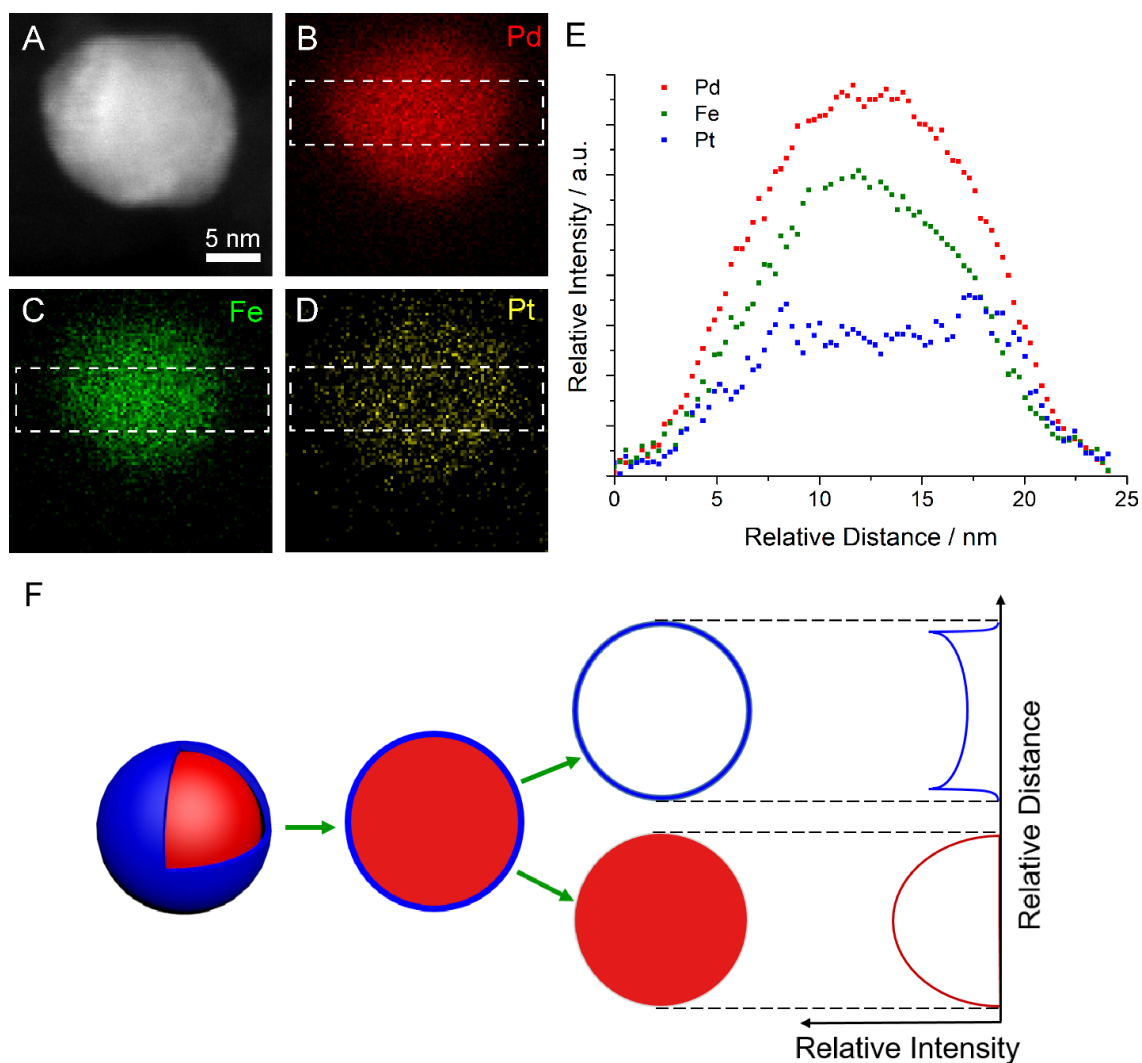 A
5 nm
B
Pd
C
Fe
D
Pt
E
Pd
Fe
Pt
Relative Intensity / a.u.
0
5
10
15
20
25
Relative Distance / nm
F
Relative Distance
Relative Intensity